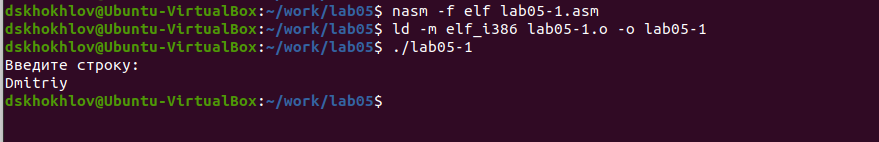 dskhokhlov@Ubuntu-VirtualBox:~/work/lab05$ nasm -f elf lab05-1.asm
dskhokhlov@Ubuntu-VirtualBox:~/work/lab05$ ld -m elf_i386 lab05-1.o -o lab05-1
dskhokhlov@Ubuntu-VirtualBox:~/work/lab05$ ./lab05-1
Введите строку:
Dmitriy
dskhokhlov@Ubuntu-VirtualBox:~/work/lab05$